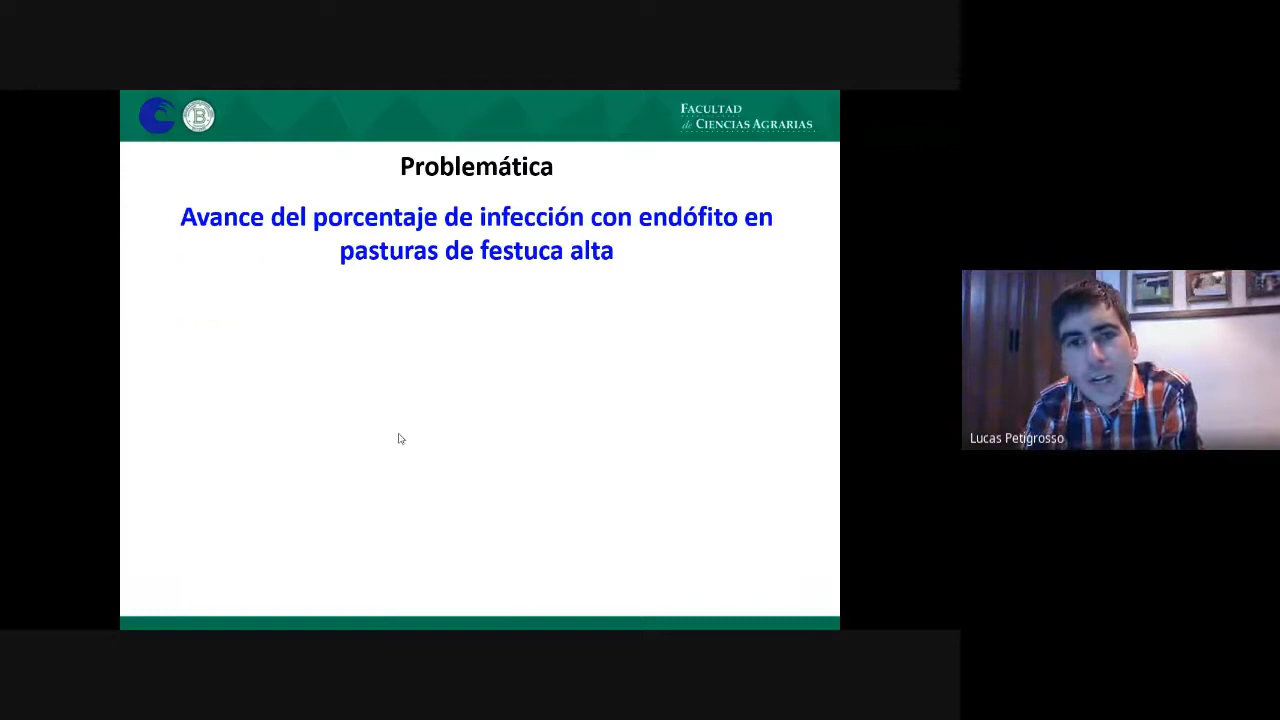 FACULTAD
de CIENCIAS AGRARIAS
Problemática
Avance del porcentaje de infección con endófito en
pasturas de festuca alta
Lucas Petigrosso